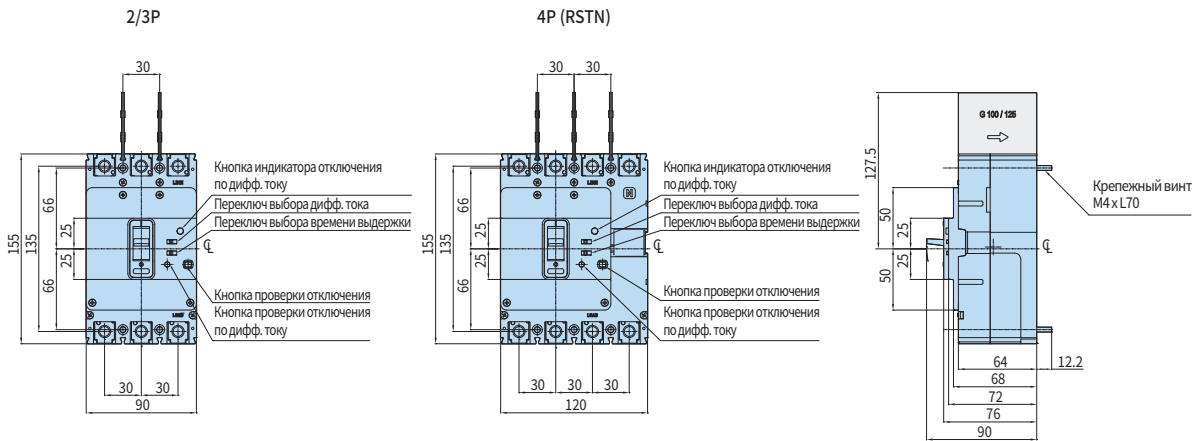 2/3P
30
Кнопка индикатора отключения
по дифф. току
Переключ выбора дифф. тока
Переключ выбора времени выдержки
Кнопка проверки отключения
Кнопка проверки отключения
по дифф. току
155
135
66
66
25
25
30
30
90
4P (RSTN)
30
30
LINE
N
Кнопка индикатора отключения
по дифф. току
Переключ выбора дифф. тока
Переключ выбора времени выдержки
Кнопка проверки отключения
Кнопка проверки отключения
по дифф. току
LOAD
155
135
66
66
25
25
30
30
30
120
G 100 / 125
Крепежный винт
M4 x L70
127.5
50
25
25
50
64
12.2
68
72
76
90